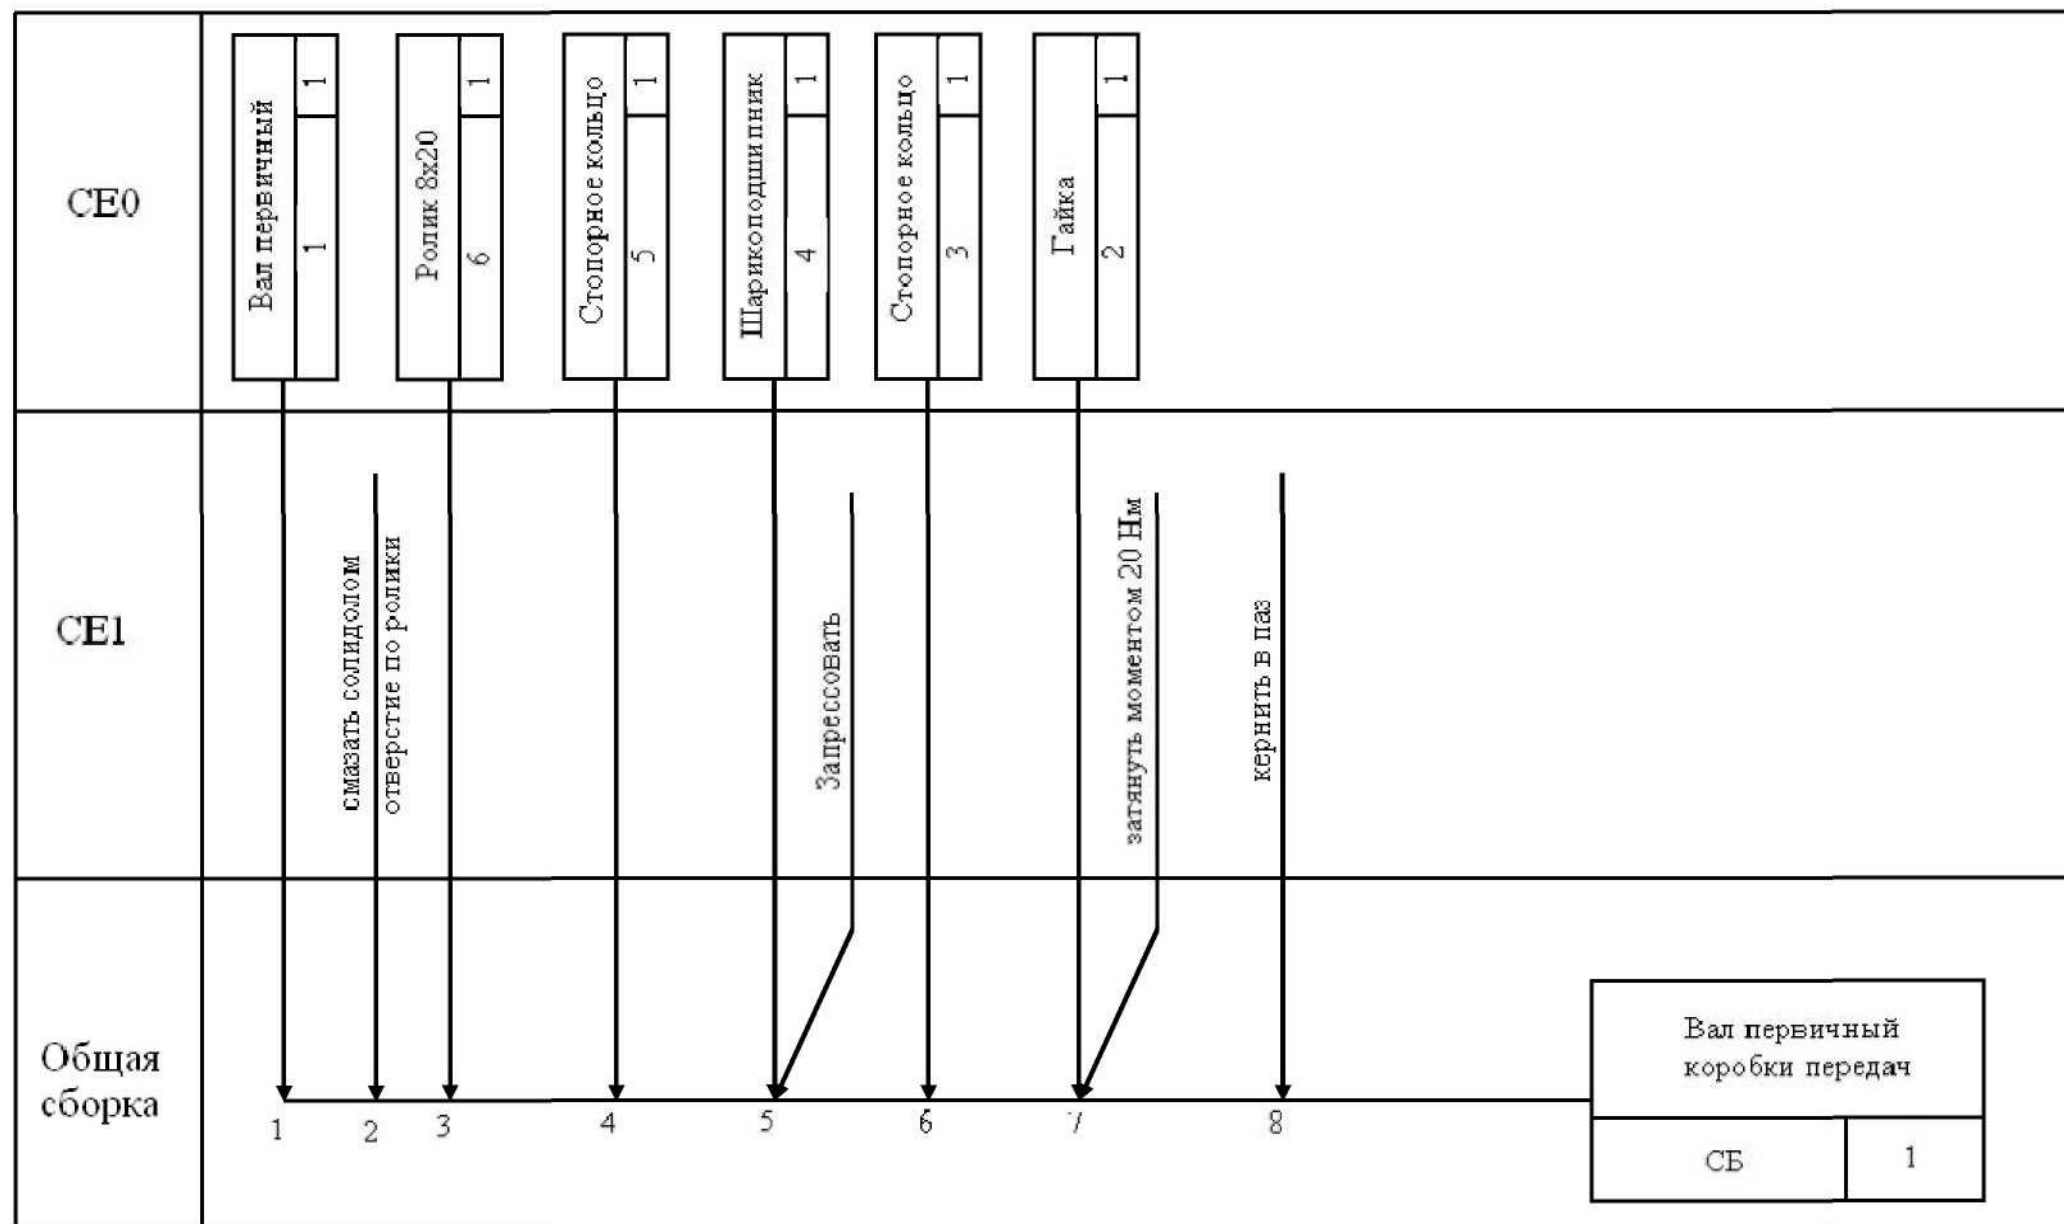 СЕ0
Вал первичный
1
1
Ролик 8х20
6
1
Стопорное кольцо
5
1
Шарикоподшипник
4
1
Стопорное кольцо
3
1
Гайка
2
1
СЕ1
смазать солидолом
отверстие по ролики
Запрессовать
затянуть моментом 20 Нм
кернить в паз
Общая
сборка
1
2
3
4
5
6
7
8
Вал первичный
коробки передач
СБ
1